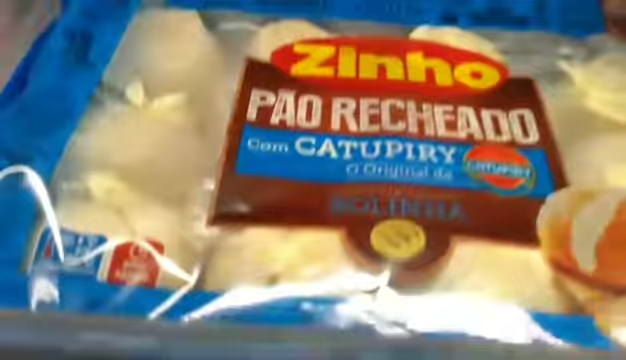 Zinho
PÃO RECHEADO
Com CATUPIRY
O Original da
BOLINHA